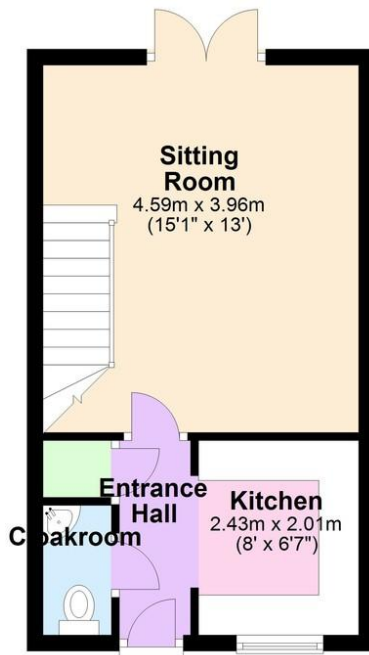 Sitting
Room
4.59m x 3.96m
(15'1" x 13')
Entrance
Hall
Cloakroom
Kitchen
2.43m x 2.01m
(8' x 6'7")